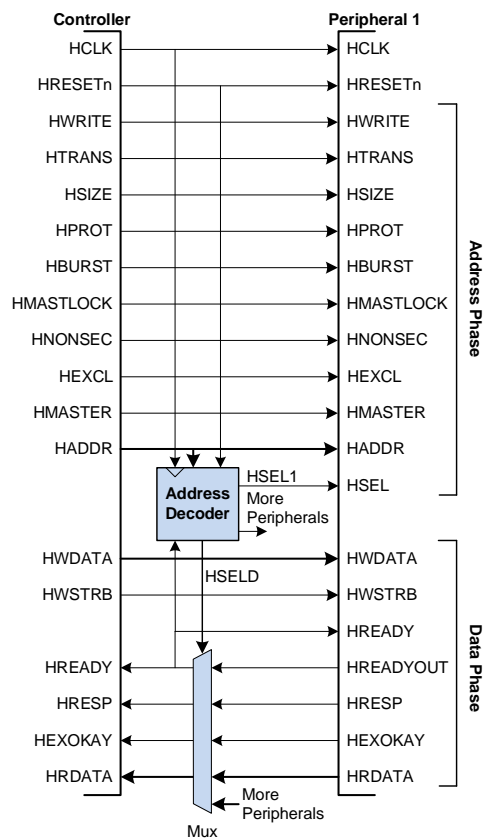 Controller Peripheral 1
HCLK HCLK
HRESETn HRESETn
HWRITE HWRITE
HTRANS HTRANS
HSIZE HSIZE
HPROT HPROT
HBURST HBURST
HMASTLOCK HMASTLOCK
HNONSEC HNONSEC
HEXCL HEXCL
HMASTER HMASTER
HADDR HADDR
Address Phase
Address
Decoder
HSEL1
More
Peripherals
HSEL
HWDATA HWDATA
HSELD
HWSTRB HWSTRB
HREADY
HREADY HREADYOUT
HRESP HRESP
HEXOKAY HEXOKAY
HRDATA HRDATA
Data Phase
More
Peripherals
Mux